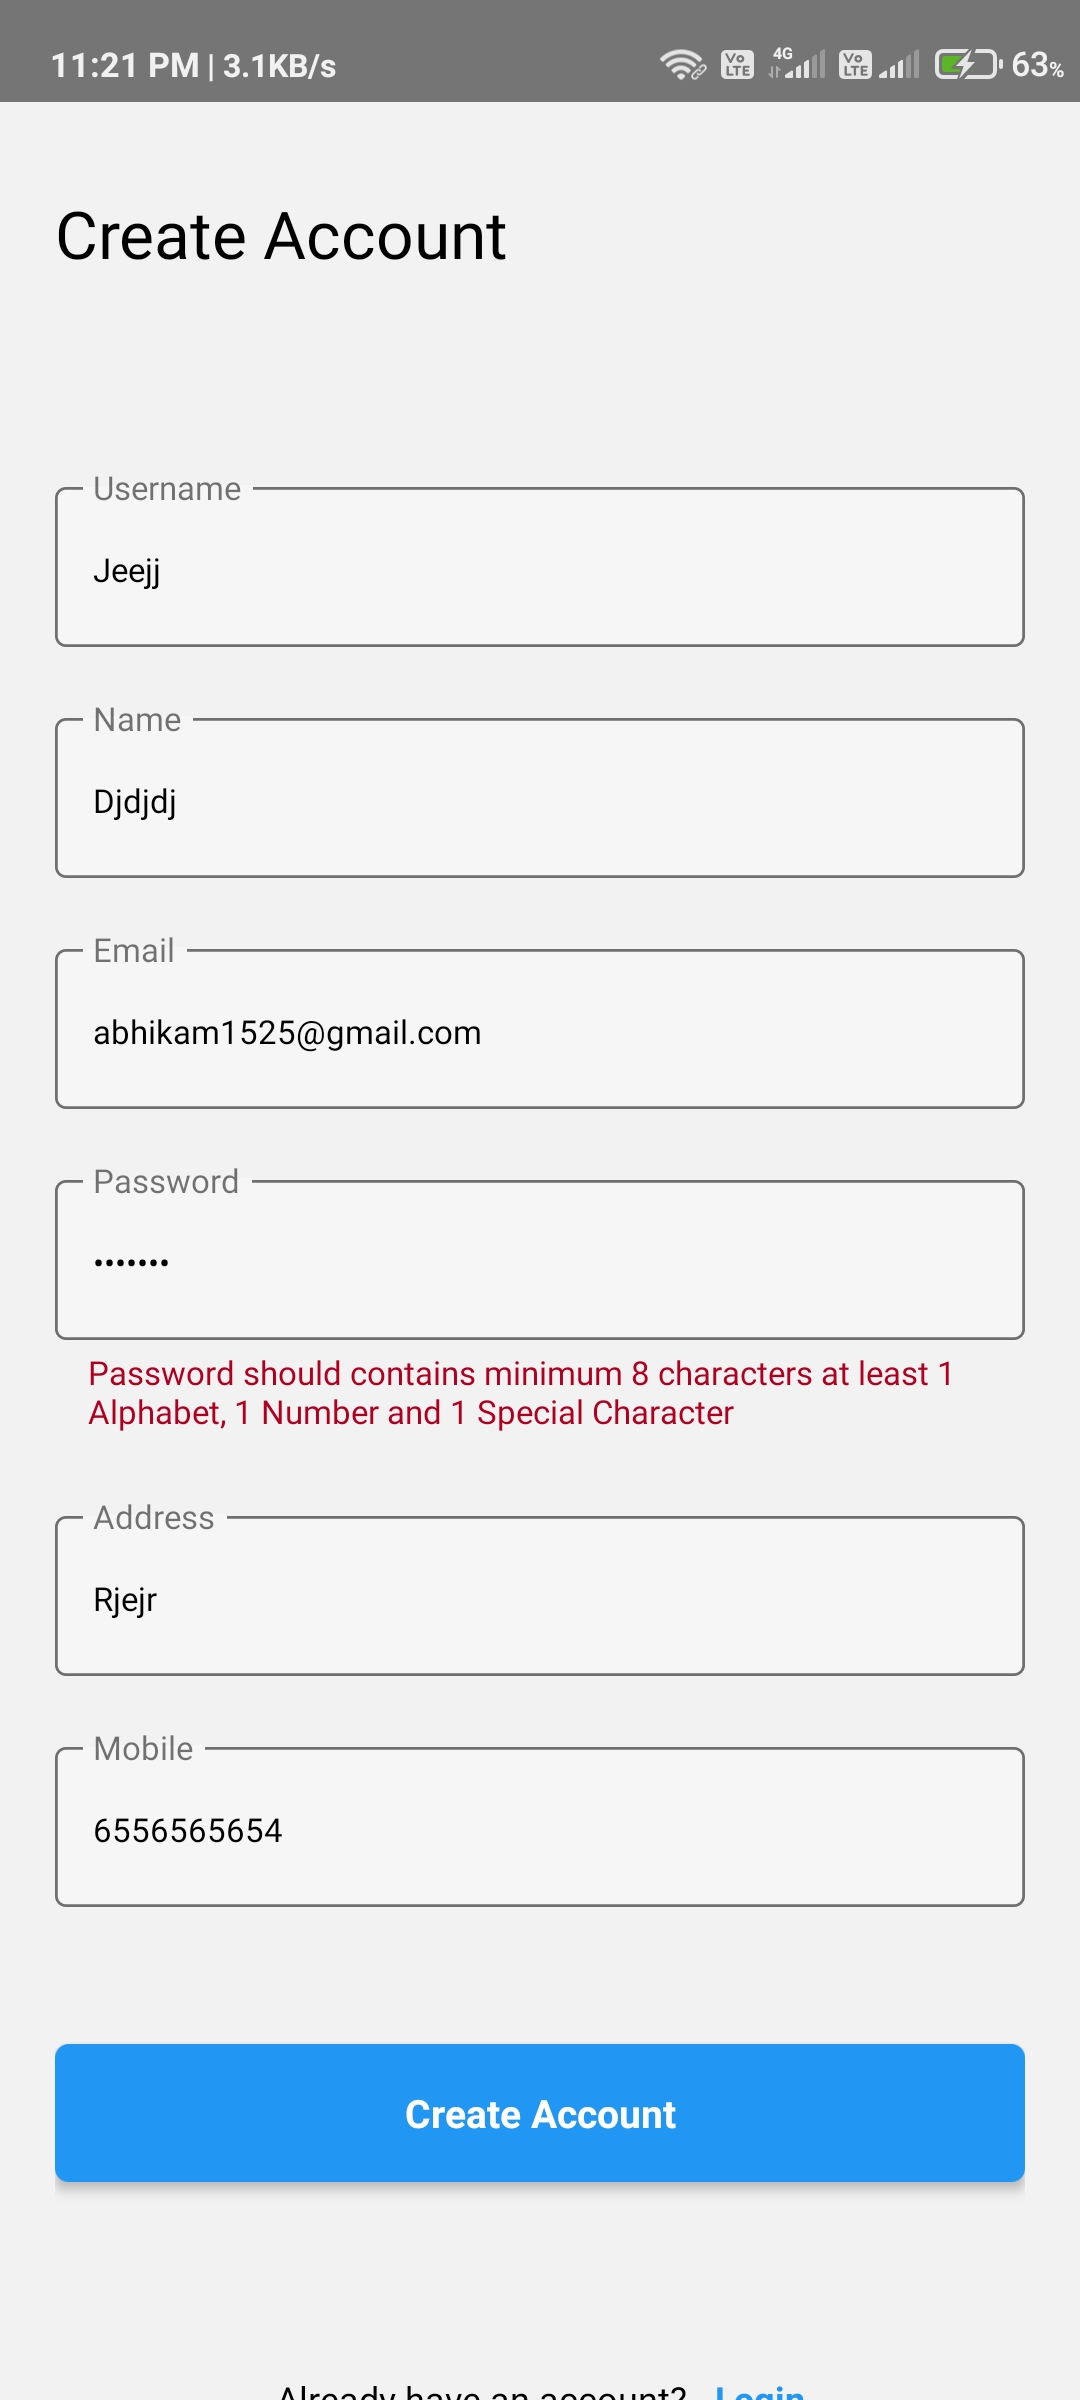 11:21 PM | 3.1KB/s Vo LTE 4G Vo LTE 63%
Create Account
Username
Jeejj
Name
Djdjdj
Email
abhikam1525@gmail.com
Password
•••••••
Password should contains minimum 8 characters at least 1
Alphabet, 1 Number and 1 Special Character
Address
Rjejr
Mobile
6556565654
Create Account
Already have an account? Login